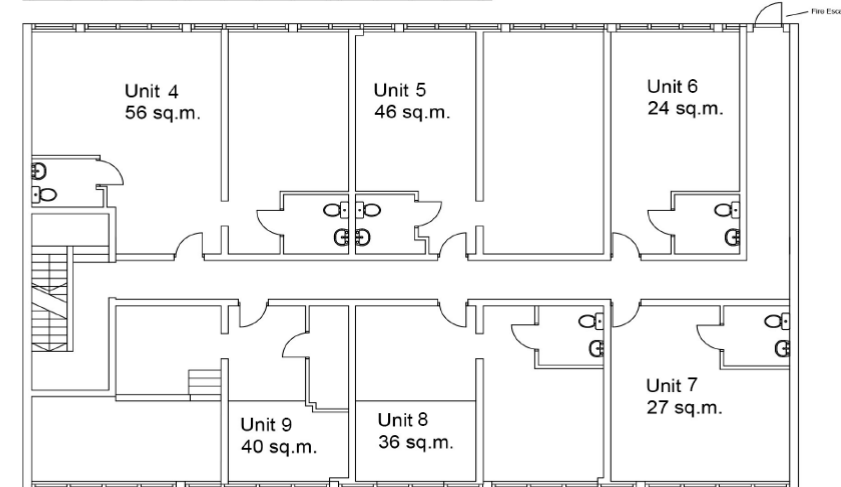 Fire Esca
Unit 4
56 sq.m.
Unit 5
46 sq.m.
Unit 6
24 sq.m.
Unit 7
27 sq.m.
Unit 9
40 sq.m.
Unit 8
36 sq.m.